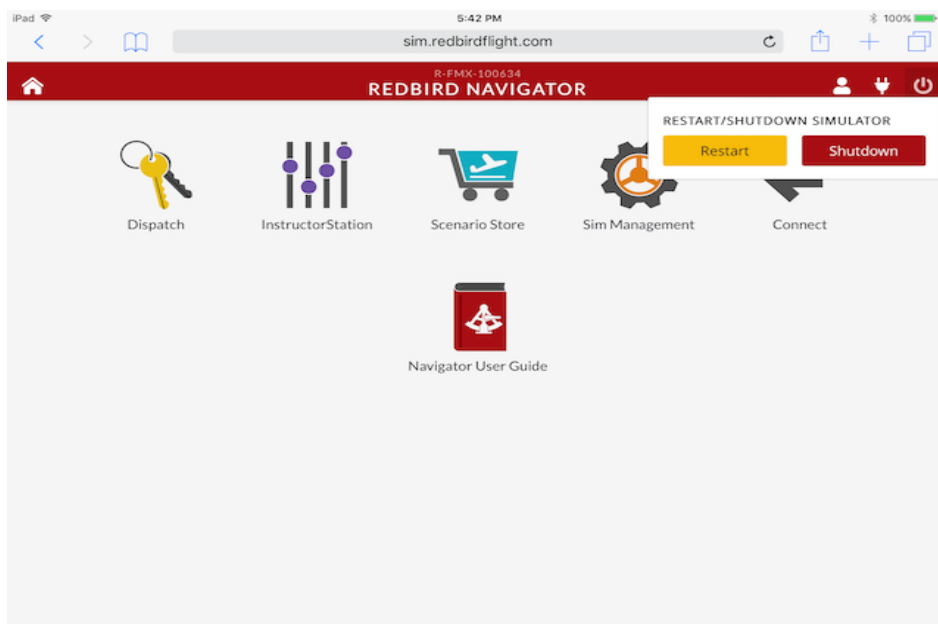 iPad
5:42 PM
100%
sim.redbirdflight.com
R-FMX-100634
REDBIRD NAVIGATOR
RESTART/SHUTDOWN SIMULATOR
Restart
Shutdown
Dispatch
InstructorStation
Scenario Store
Sim Management
Connect
Navigator User Guide